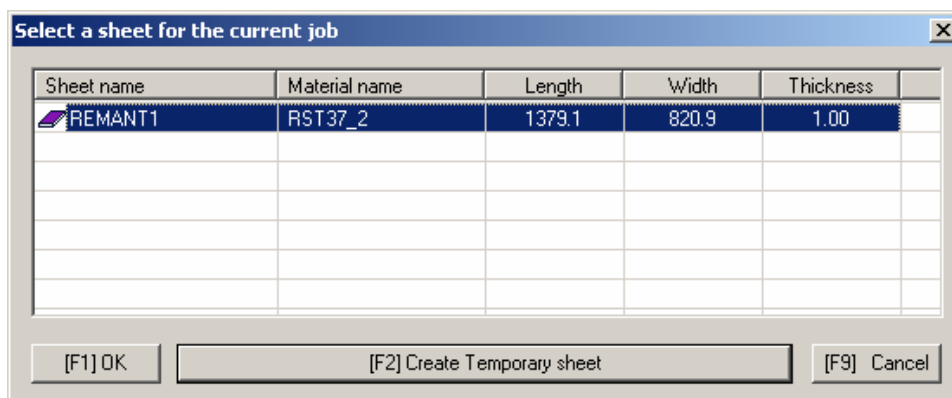 Select a sheet for the current job
Sheet name Material name Length Width Thickness
REMANT1 RST37_2 1379.1 820.9 1.00
[F1] OK [F2] Create Temporary sheet [F9] Cancel